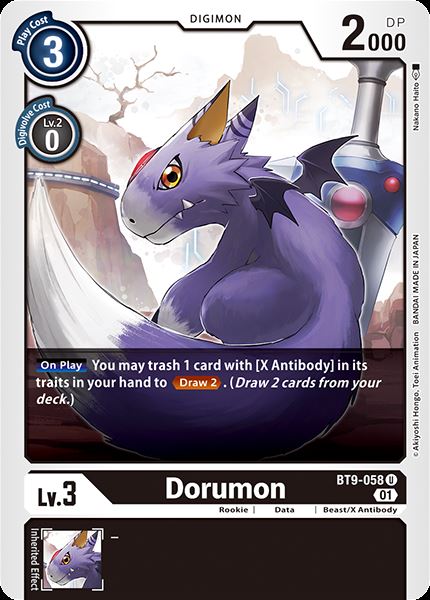 DIGIMON
Play Cost
3
DP
2000
Digivolve Cost
Lv.2
0
Nakano Haito
On Play You may trash 1 card with [X Antibody] in its
traits in your hand to Draw 2 . (Draw 2 cards from your
deck.)
©Akiyoshi Hongo, Toei Animation BANDAI MADE IN JAPAN
Lv.3
Dorumon
BT9-058 U
01
Rookie Data Beast/X Antibody
Inherited Effect
–